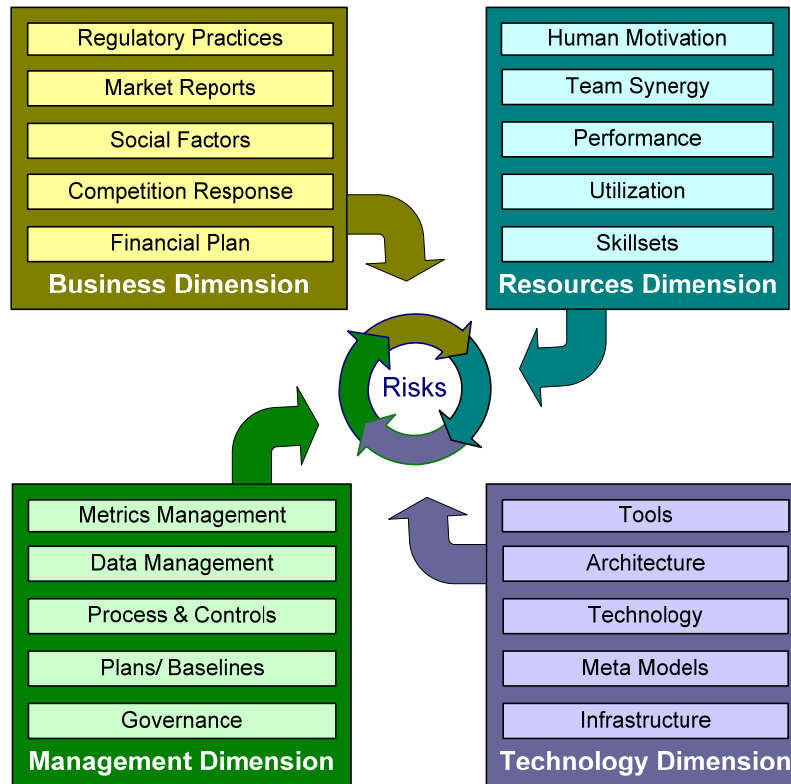 Regulatory Practices
Market Reports
Social Factors
Competition Response
Financial Plan
Business Dimension
Human Motivation
Team Synergy
Performance
Utilization
Skillsets
Resources Dimension
Risks
Metrics Management
Data Management
Process & Controls
Plans/ Baselines
Governance
Management Dimension
Tools
Architecture
Technology
Meta Models
Infrastructure
Technology Dimension